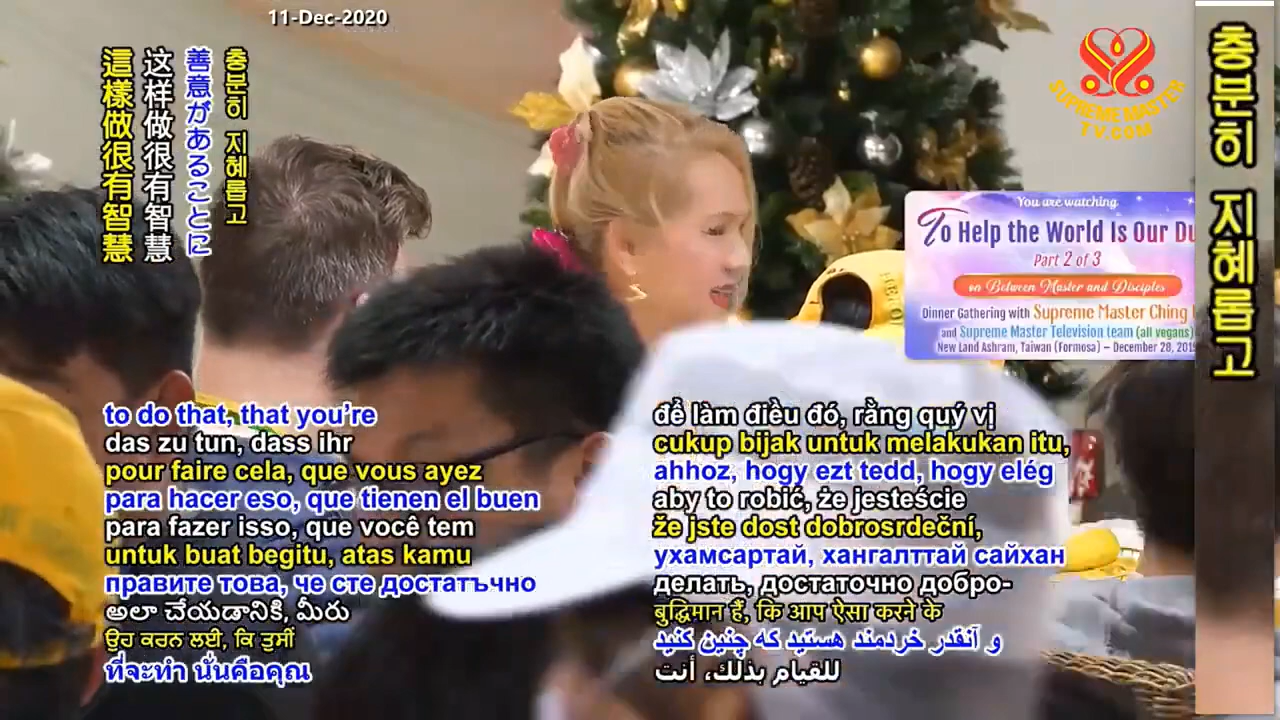 11-Dec-2020
충분히 지혜롭고
善意があることに
这样做很有智慧
這樣做很有智慧
SUPREME MASTER
TV.COM
충분히 지혜롭고
You are watching
To Help the World Is Our Du
Part 2 of 3
on Between Master and Disciples
Dinner Gathering with Supreme Master Ching
and Supreme Master Television team (all vegans)
New Land Ashram, Taiwan (Formosa) – December 28, 2019
to do that, that you’re
das zu tun, dass ihr
pour faire cela, que vous ayez
para hacer eso, que tienen el buen
para fazer isso, que você tem
untuk buat begitu, atas kamu
правите това, че сте достатъчно
అలా చేయడానికి, మీరు
ਉਹ ਕਰਨ ਲਈ, ਕਿ ਤੁਸੀਂ
ที่จะทำ นั่นคือคุณ
để làm điều đó, rằng quý vị
cukup bijak untuk melakukan itu,
ahhoz, hogy ezt tedd, hogy elég
aby to robić, że jesteście
že jste dost dobrosrdeční,
ухамсартай, хангалттай сайхан
делать, достаточно добро-
बुद्धिमान हैं, कि आप ऐसा करने के
و آنقدر خردمند هستید که چنین کنید
للقيام بذلك، أنت